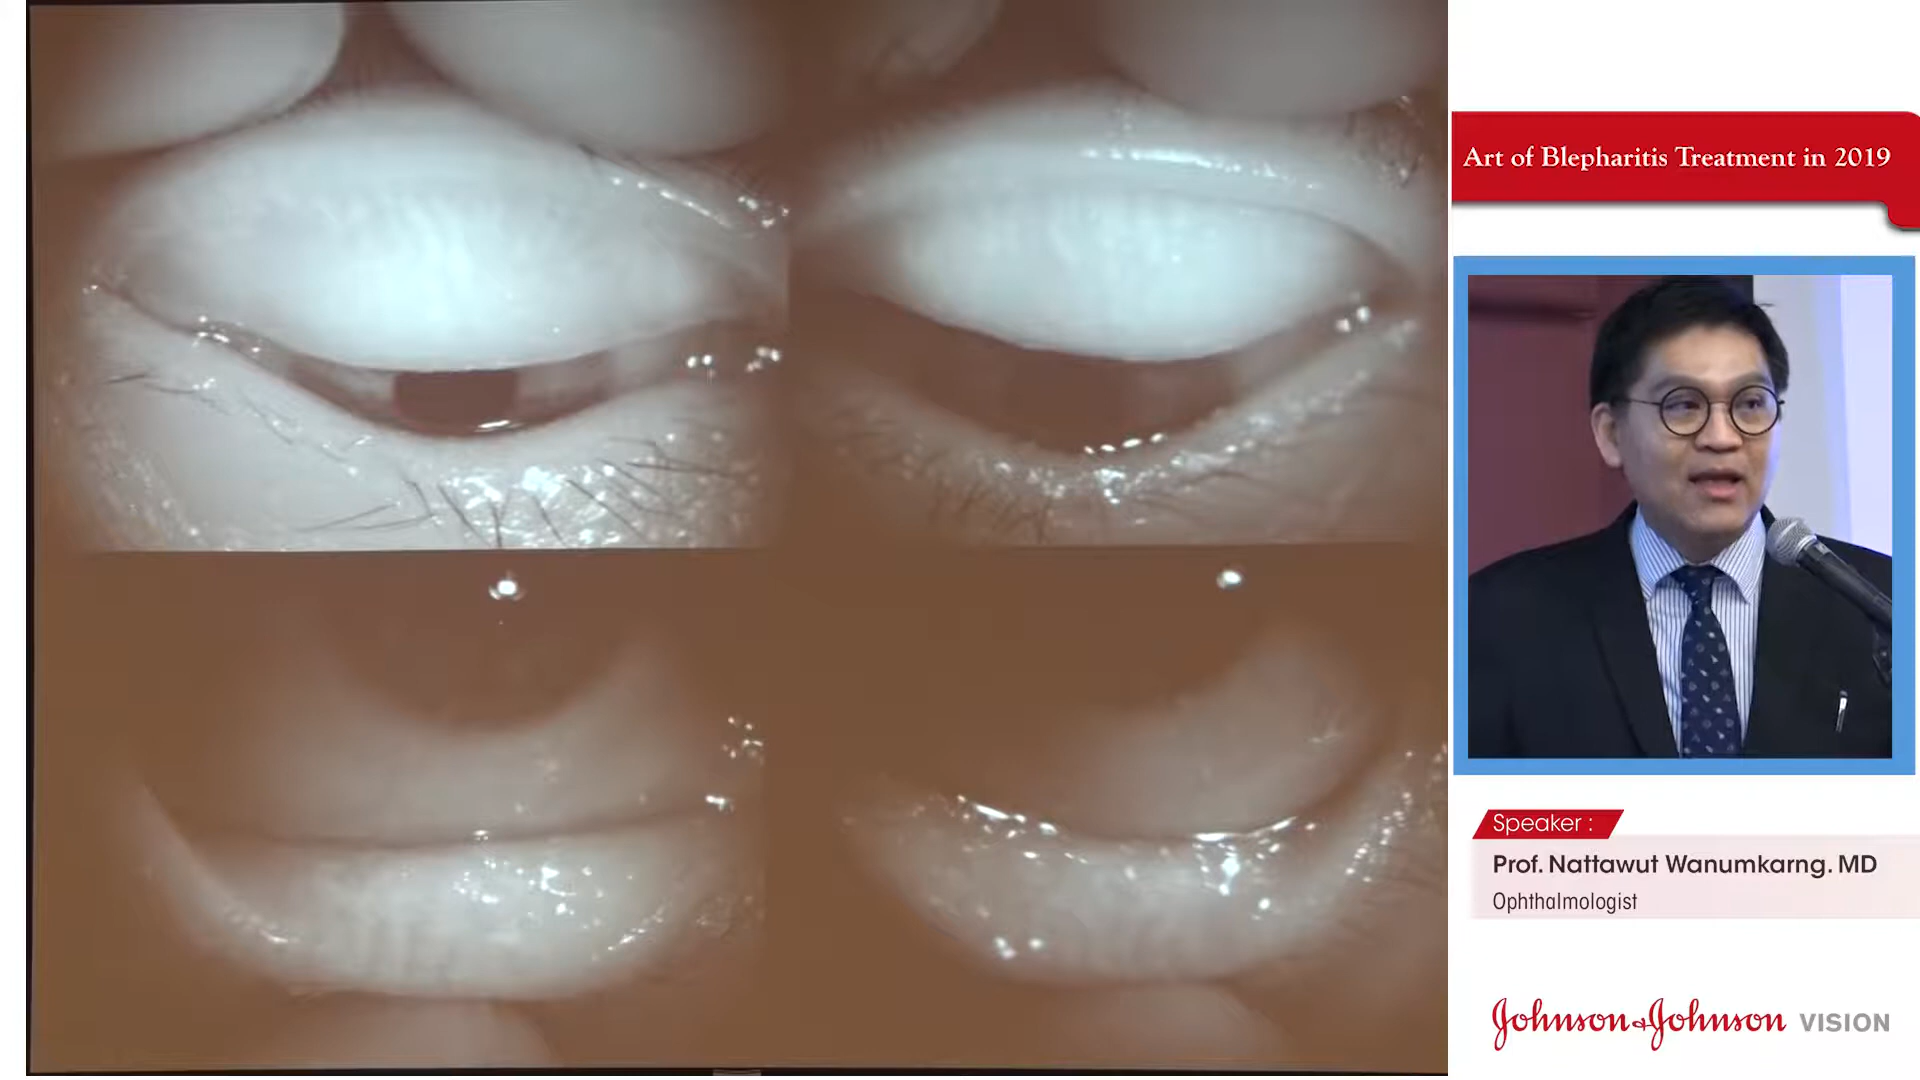 Art of Blepharitis Treatment in 2019
Speaker :
Prof. Nattawut Wanumkarng. MD
Ophthalmologist
Johnson & Johnson VISION